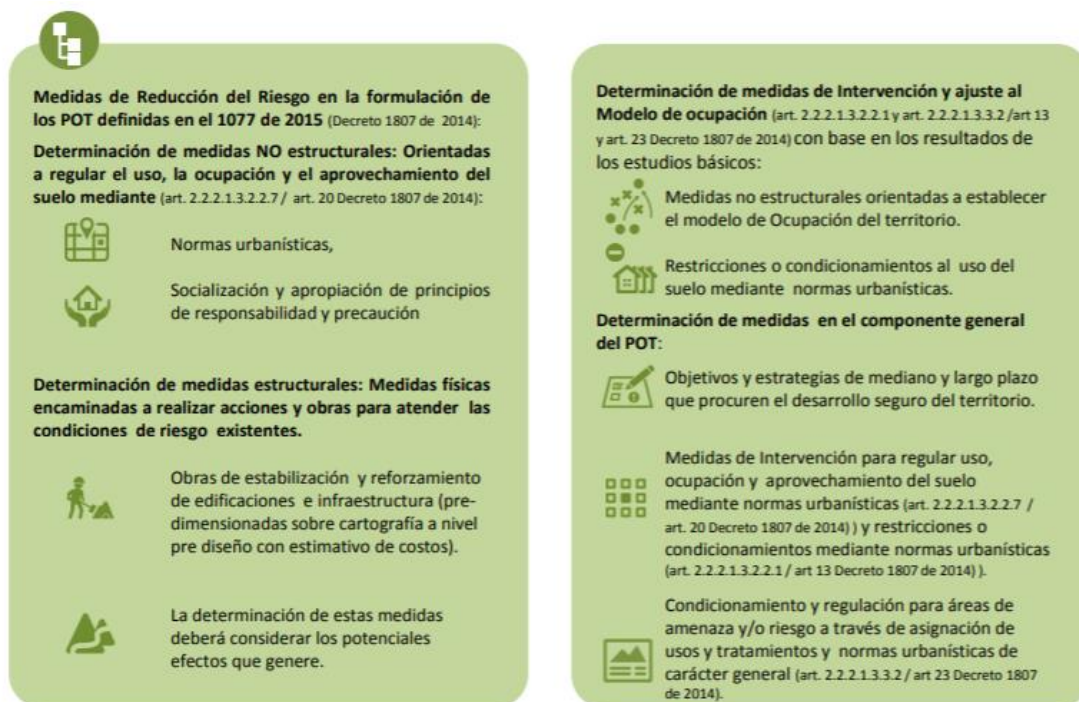 Medidas de Reducción del Riesgo en la formulación de
los POT definidas en el 1077 de 2015 (Decreto 1807 de 2014):
Determinación de medidas NO estructurales: Orientadas
a regular el uso, la ocupación y el aprovechamiento del
suelo mediante (art. 2.2.2.1.3.2.2.7 / art. 20 Decreto 1807 de 2014):
Normas urbanísticas,
Socialización y apropiación de principios
de responsabilidad y precaución
Determinación de medidas estructurales: Medidas físicas
encaminadas a realizar acciones y obras para atender las
condiciones de riesgo existentes.
Obras de estabilización y reforzamiento
de edificaciones e infraestructura (pre-
dimensionadas sobre cartografía a nivel
pre diseño con estimativo de costos).
La determinación de estas medidas
deberá considerar los potenciales
efectos que genere.
Determinación de medidas de Intervención y ajuste al
Modelo de ocupación (art. 2.2.2.1.3.2.2.1 y art. 2.2.2.1.3.3.2 /art 13
y art. 23 Decreto 1807 de 2014) con base en los resultados de
los estudios básicos:
Medidas no estructurales orientadas a establecer
el modelo de Ocupación del territorio.
Restricciones o condicionamientos al uso del
suelo mediante normas urbanísticas.
Determinación de medidas en el componente general
del POT:
Objetivos y estrategias de mediano y largo plazo
que procuren el desarrollo seguro del territorio.
Medidas de Intervención para regular uso,
ocupación y aprovechamiento del suelo
mediante normas urbanísticas (art. 2.2.2.1.3.2.2.7 /
art. 20 Decreto 1807 de 2014) ) y restricciones o
condicionamientos mediante normas urbanísticas
(art. 2.2.2.1.3.2.2.1 / art 13 Decreto 1807 de 2014) ).
Condicionamiento y regulación para áreas de
amenaza y/o riesgo a través de asignación de
usos y tratamientos y normas urbanísticas de
carácter general (art. 2.2.2.1.3.3.2 / art 23 Decreto 1807
de 2014).